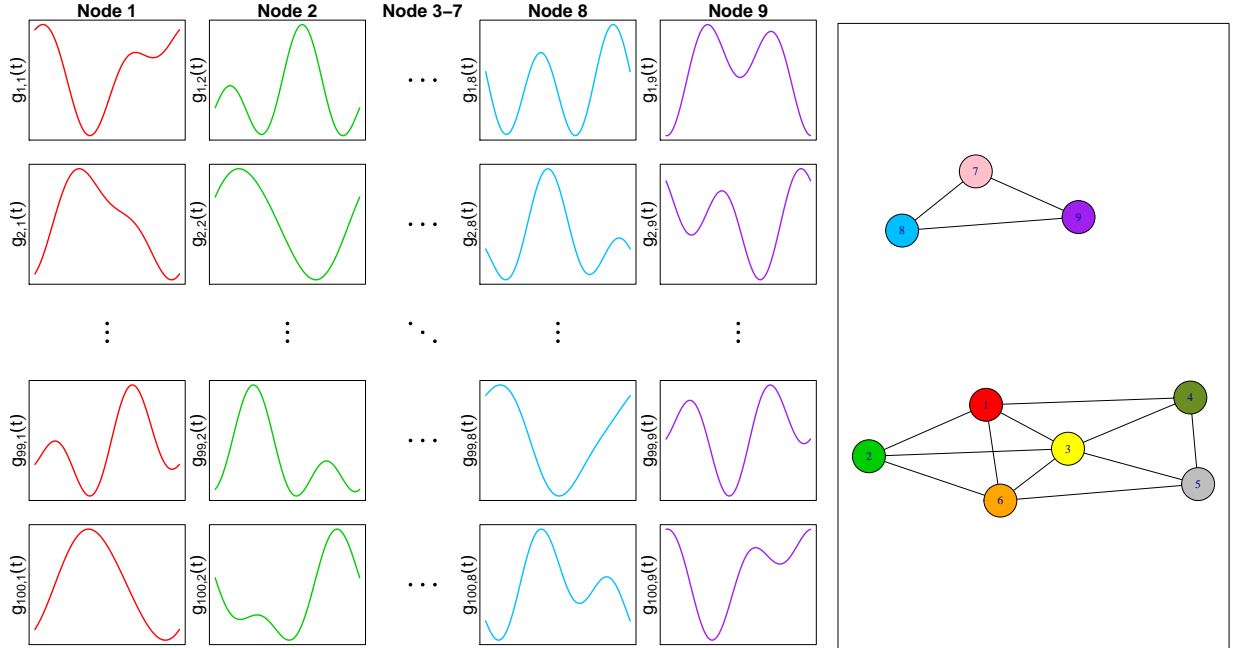 Node 1 Node 2 Node 3–7 Node 8 Node 9
g1,1(t) g1,2(t) ... g1,8(t) g1,9(t)
g2,1(t) g2,2(t) ... g2,8(t) g2,9(t)
g99,1(t) g99,2(t) ... g99,8(t) g99,9(t)
g100,1(t) g100,2(t) ... g100,8(t) g100,9(t)
7
9
8
4
1
3
2
5
6